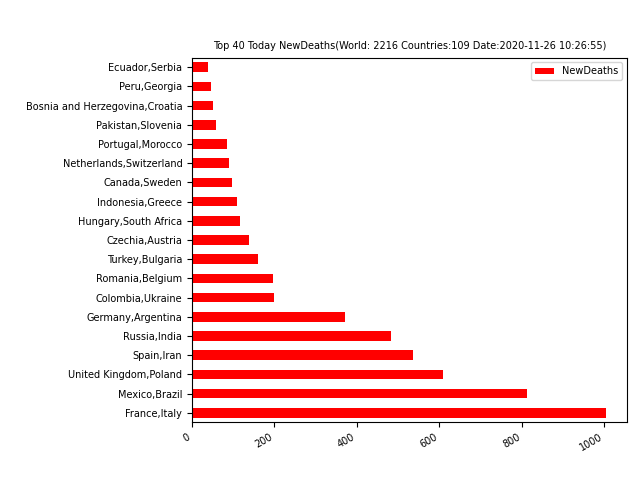 Top 40 Today NewDeaths(World: 2216 Countries:109 Date:2020-11-26 10:26:55)
NewDeaths
Ecuador,Serbia
Peru,Georgia
Bosnia and Herzegovina,Croatia
Pakistan,Slovenia
Portugal,Morocco
Netherlands,Switzerland
Canada,Sweden
Indonesia,Greece
Hungary,South Africa
Czechia,Austria
Turkey,Bulgaria
Romania,Belgium
Colombia,Ukraine
Germany,Argentina
Russia,India
Spain,Iran
United Kingdom,Poland
Mexico,Brazil
France,Italy
0 200 400 600 800 1000